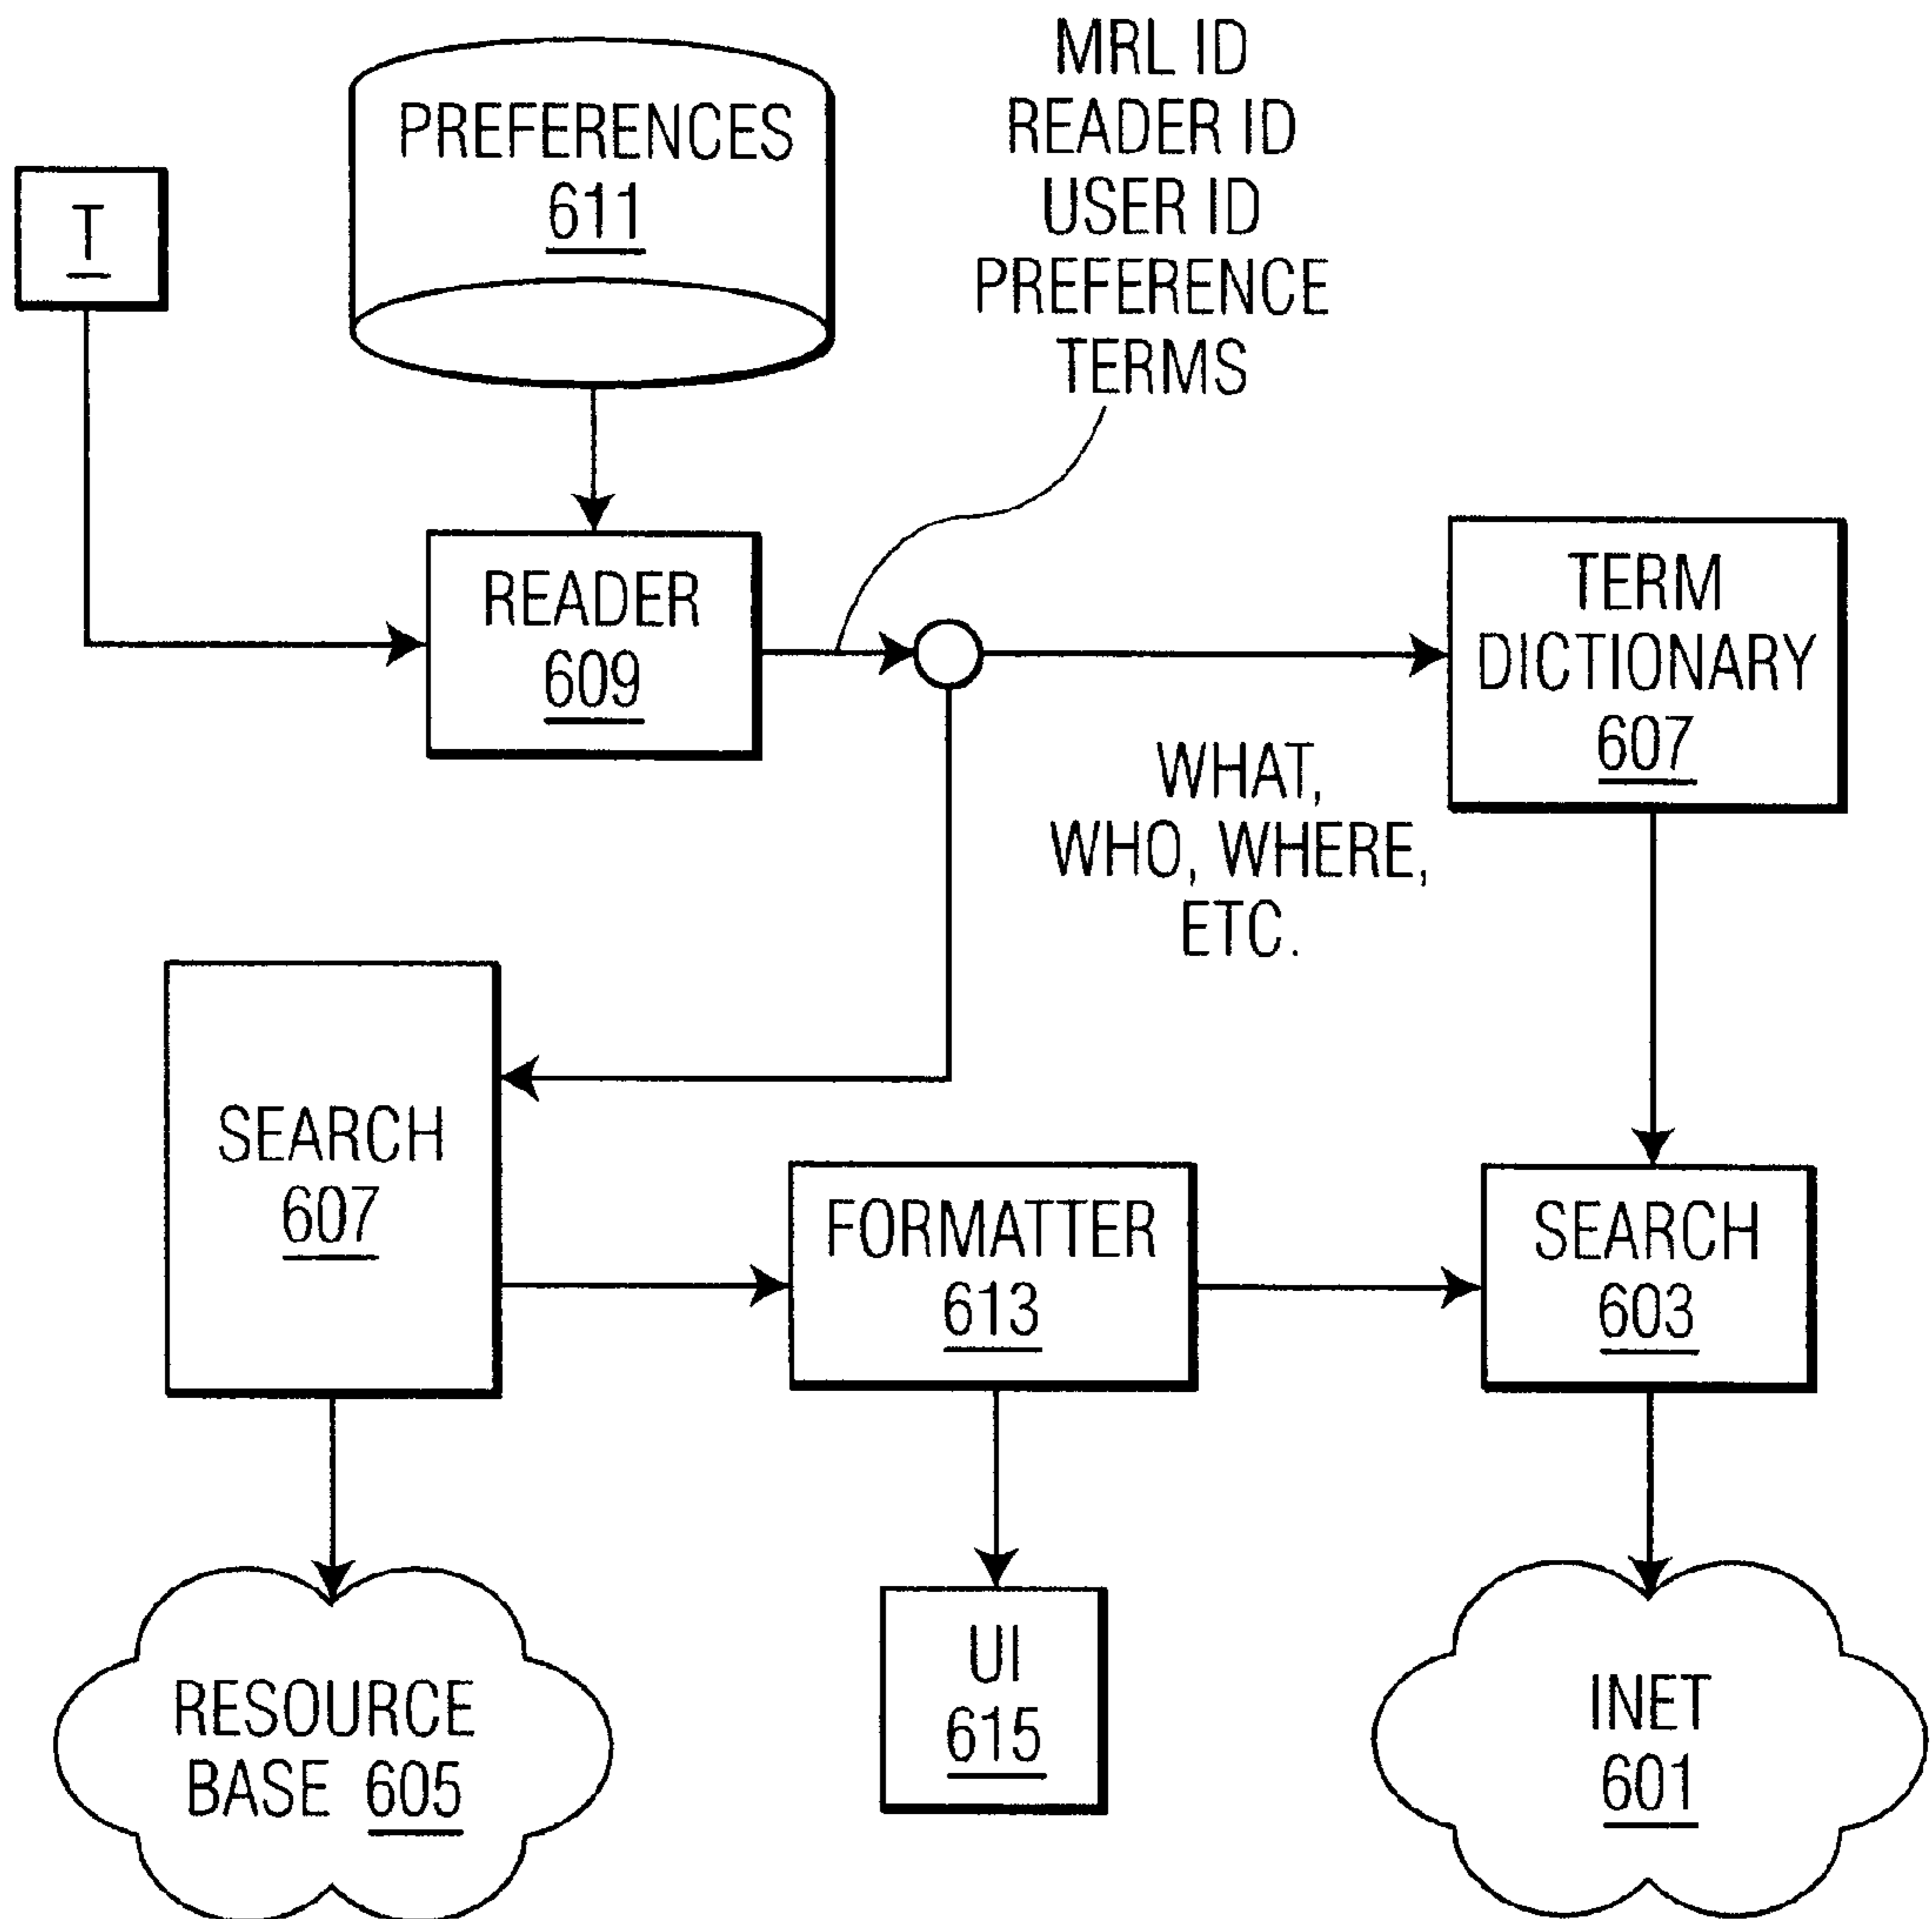 MRL ID
READER ID
USER ID
PREFERENCE
TERMS
PREFERENCES
611
T
READER
609
TERM
DICTIONARY
607
WHAT,
WHO, WHERE,
ETC.
SEARCH
607
FORMATTER
613
SEARCH
603
RESOURCE
BASE 605
UI
615
INET
601